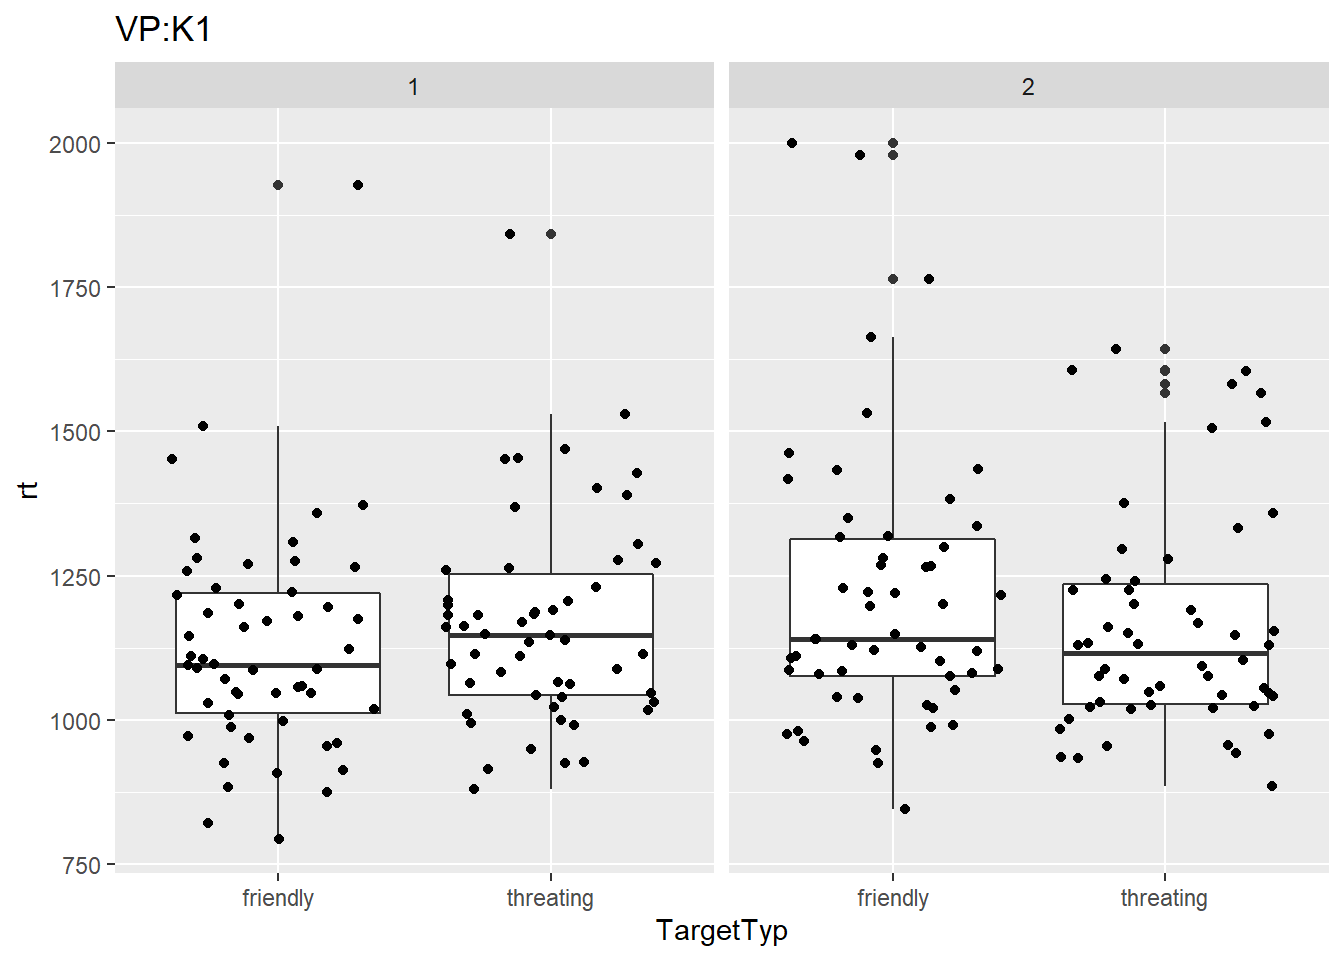 VP:K1
1
2
2000
1750
1500
1250
1000
750
rt
friendly
threating
friendly
threating
TargetTyp